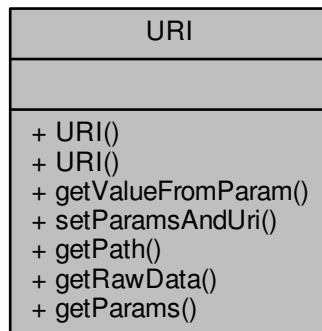 URI
+ URI()
+ URI()
+ getValueFromParam()
+ setParamsAndUri()
+ getPath()
+ getRawData()
+ getParams()